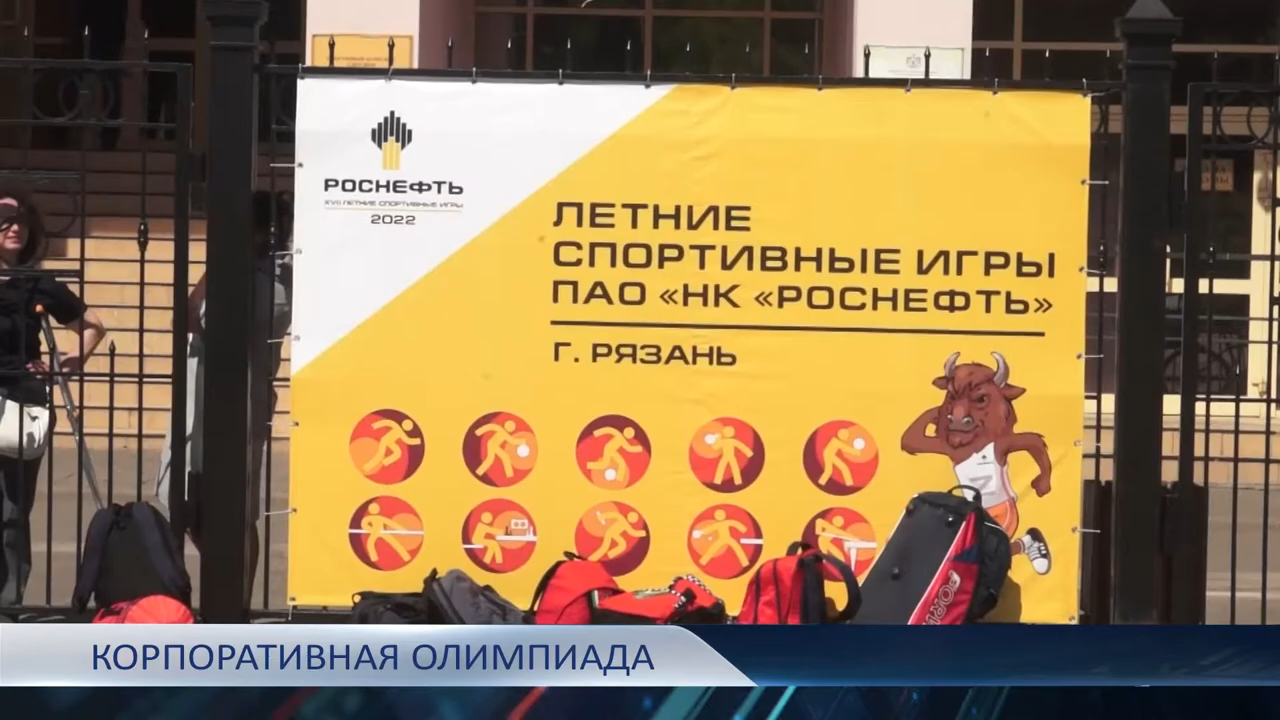 РОСНЕФТЬ
XVII ЛЕТНИЕ СПОРТИВНЫЕ ИГРЫ
2022
ЛЕТНИЕ
СПОРТИВНЫЕ ИГРЫ
ПАО «НК «РОСНЕФТЬ»
Г. РЯЗАНЬ
КОРПОРАТИВНАЯ ОЛИМПИАДА